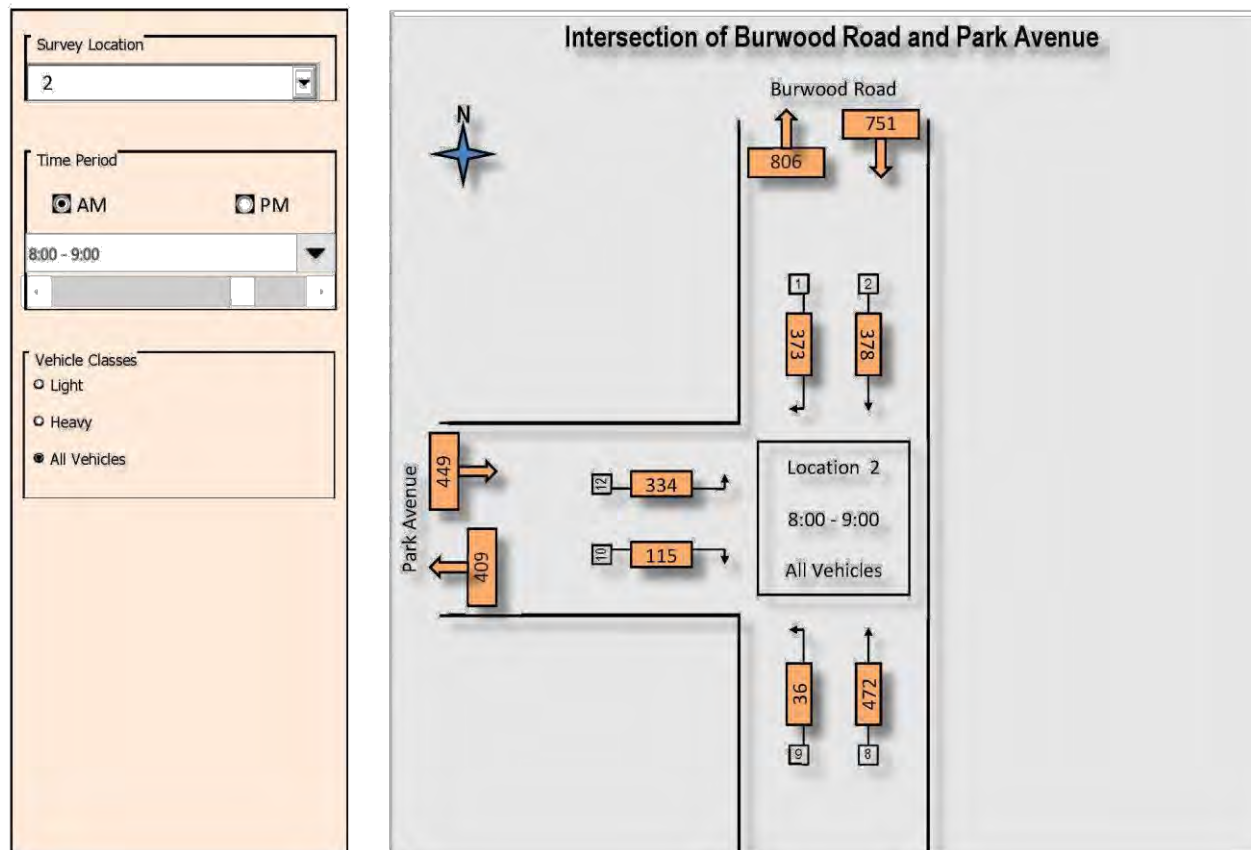 Survey Location
2
Time Period
AM
PM
8:00 - 9:00
Vehicle Classes
Light
Heavy
All Vehicles
Intersection of Burwood Road and Park Avenue
Burwood Road
N
806
751
1
2
373
378
Park Avenue
449
409
12
334
10
115
Location 2
8:00 - 9:00
All Vehicles
36
472
9
8